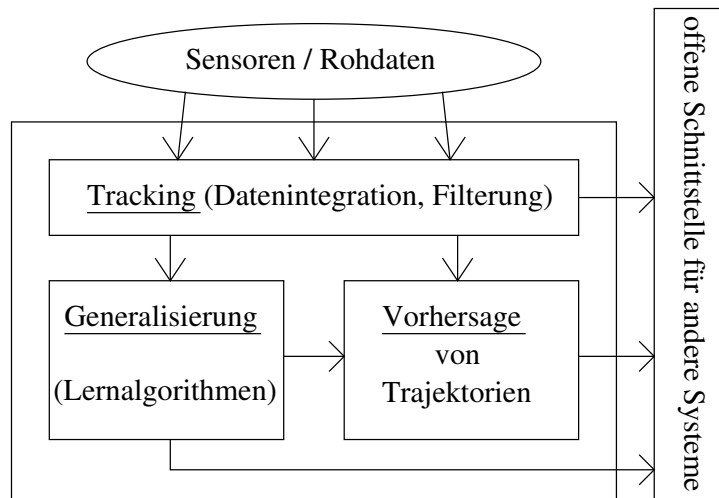 Sensoren / Rohdaten
Tracking (Datenintegration, Filterung)
Generalisierung
(Lernalgorithmen)
Vorhersage
von
Trajektorien
offene Schnittstelle für andere Systeme